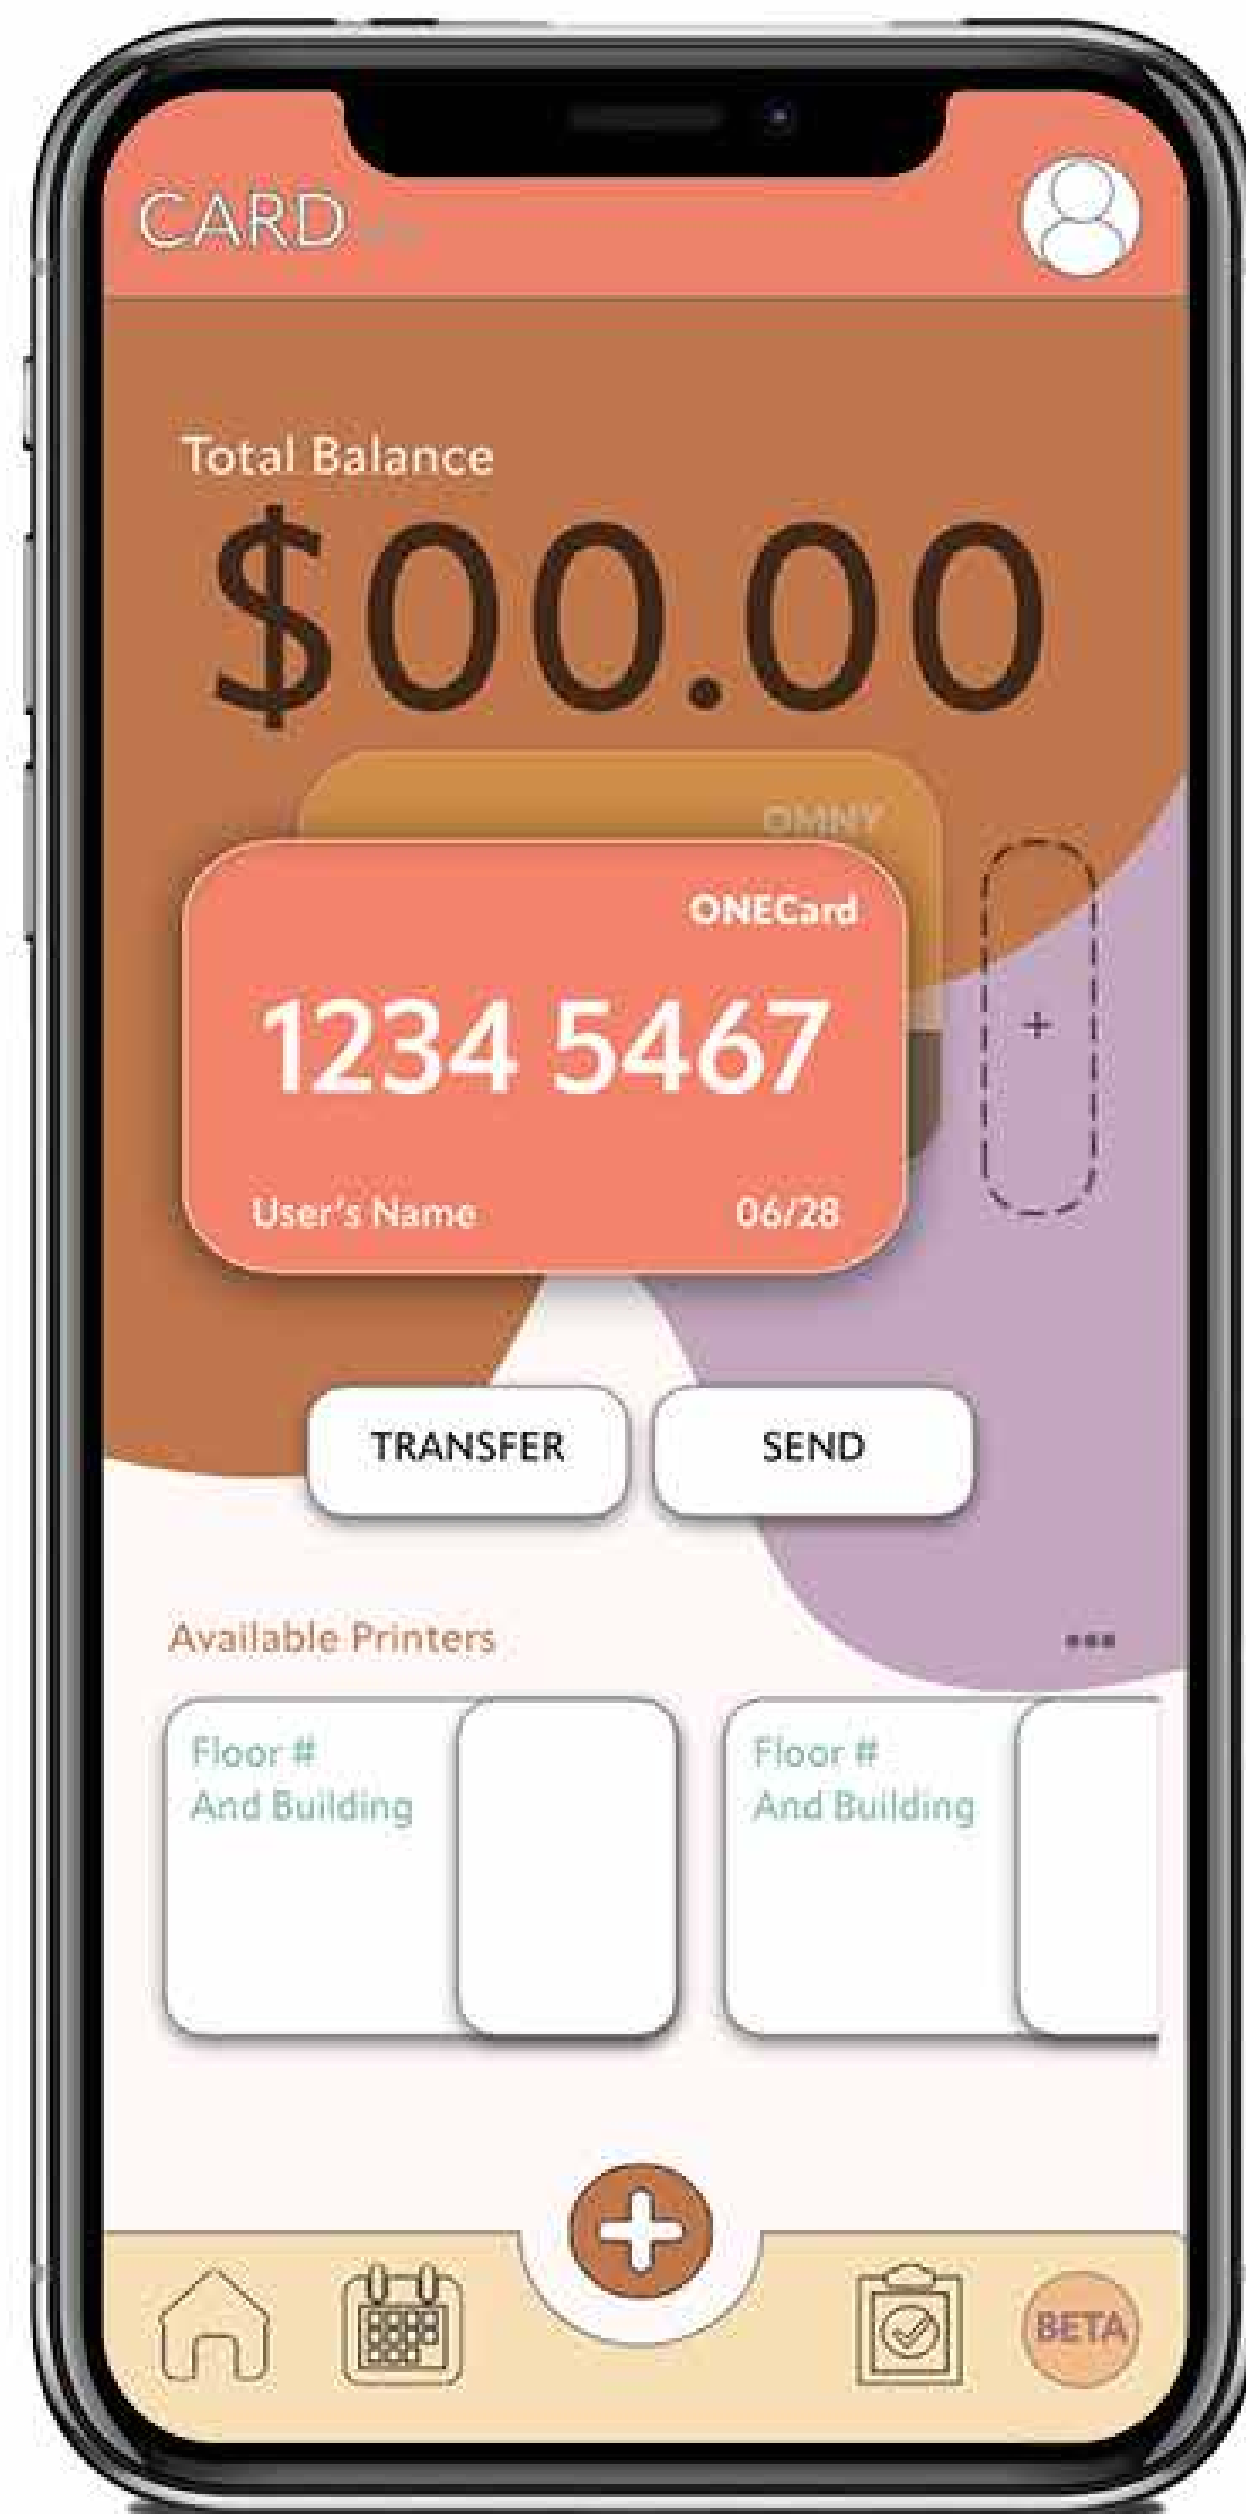 CARD
Total Balance
$00.00
OMNY
ONECard
1234 5467
User's Name 06/28
+
TRANSFER SEND
Available Printers
Floor # Floor #
And Building And Building
BETA